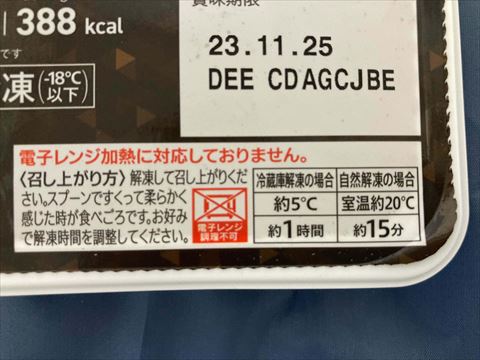 賞味期限
388 kcal
です
23.11.25
凍(-18℃以下)
DEE CDAGCJBE
電子レンジ加熱に対応しておりません。
〈召し上がり方〉解凍して召し上がりくだ
さい。スプーンですくって柔らかく
感じた時が食べごろです。お好み
で解凍時間を調整してください。
電子レンジ
調理不可
冷蔵庫解凍の場合 自然解凍の場合
約5℃ 室温約20℃
約1時間 約15分